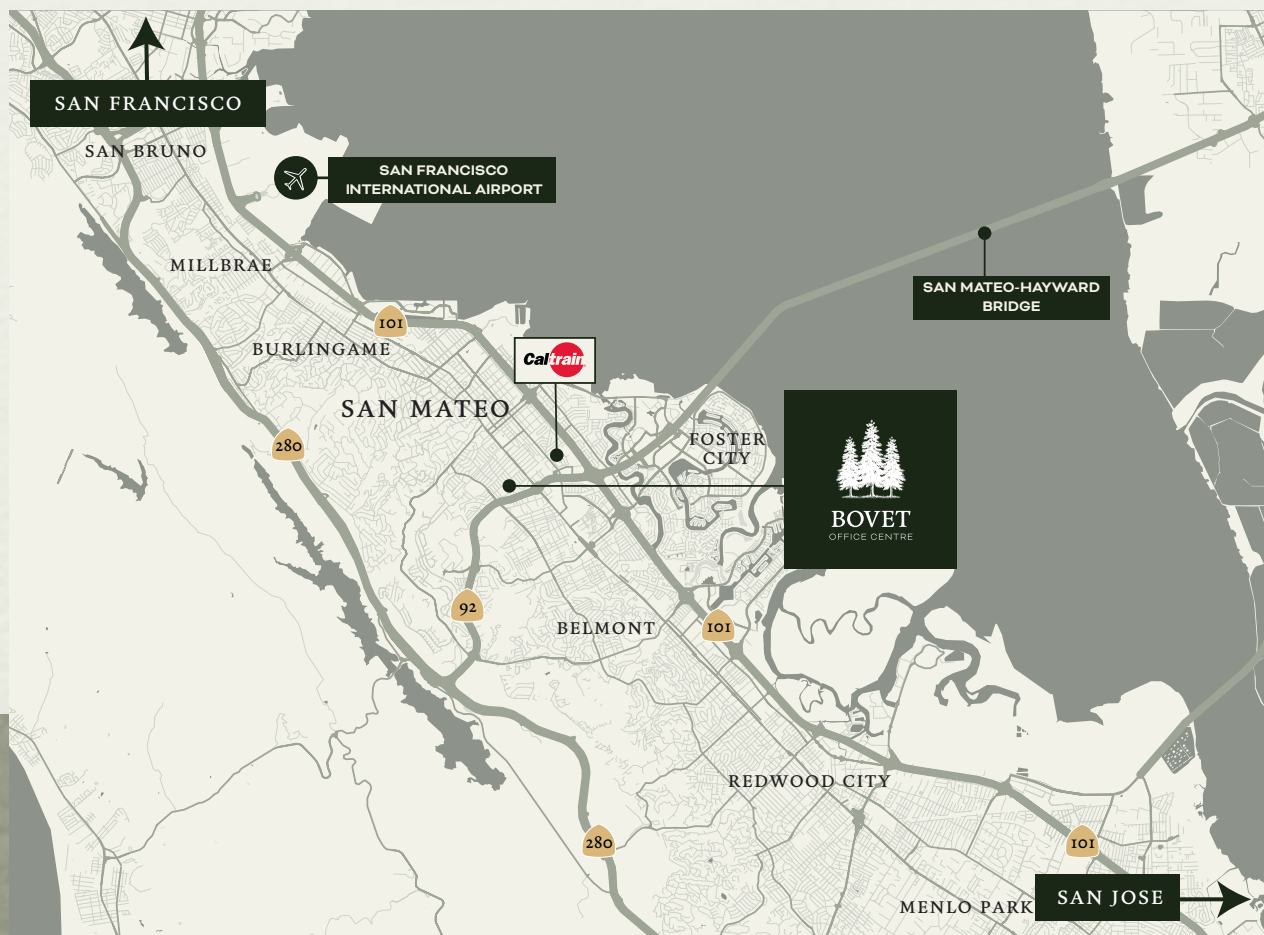 SAN FRANCISCO
SAN BRUNO
SAN FRANCISCO
INTERNATIONAL AIRPORT
MILLBRAE
SAN MATEO-HAYWARD
BRIDGE
101
BURLINGAME
Caltrain
SAN MATEO
280
FOSTER
CITY
BOVET
OFFICE CENTRE
92
BELMONT
101
REDWOOD CITY
280
101
MENLO PARK
SAN JOSE